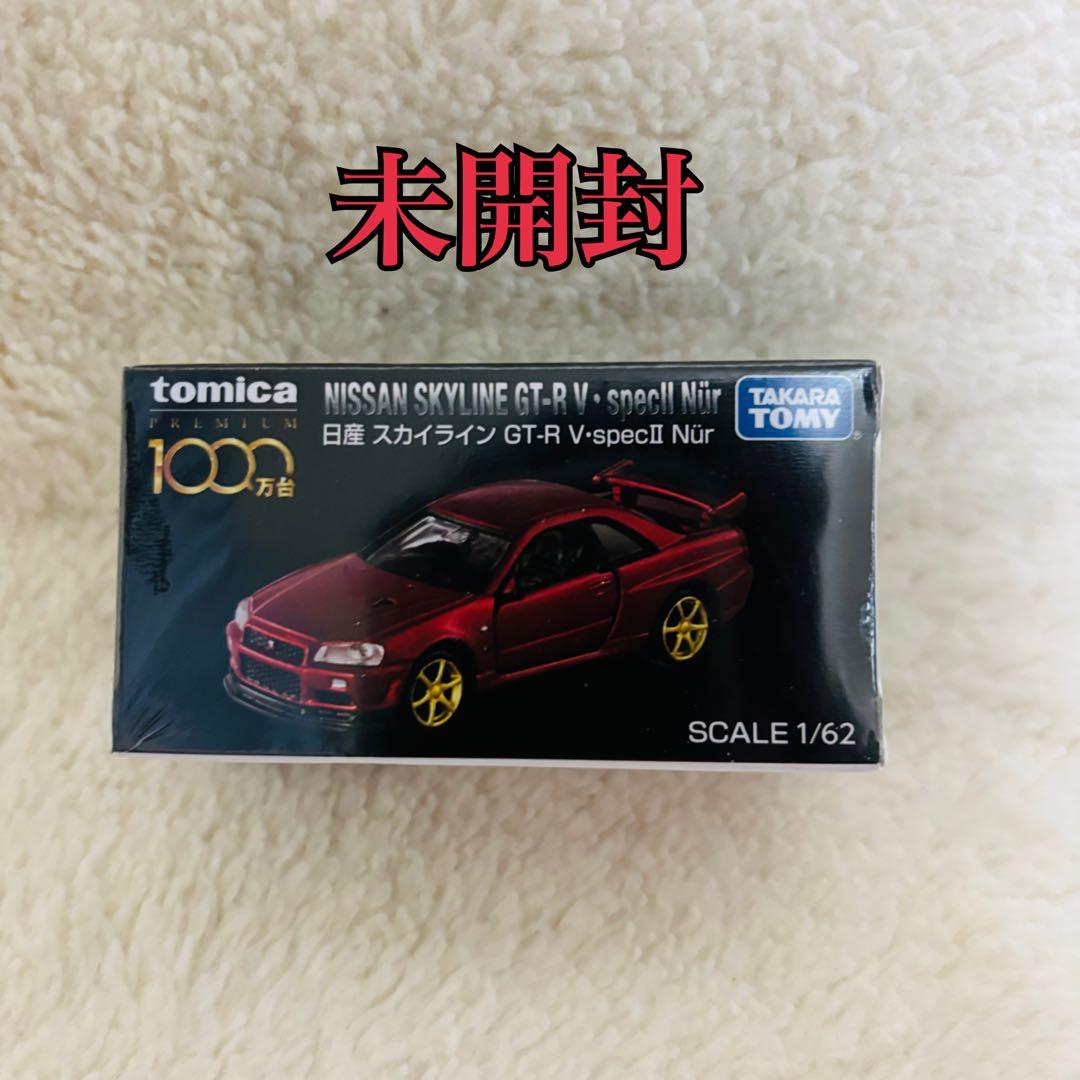 未開封
tomica
PREMIUM
1000万台
NISSAN SKYLINE GT-R V・specII Nür
日産 スカイライン GT-R V・specII Nür
TAKARA
TOMY®
SCALE 1/62